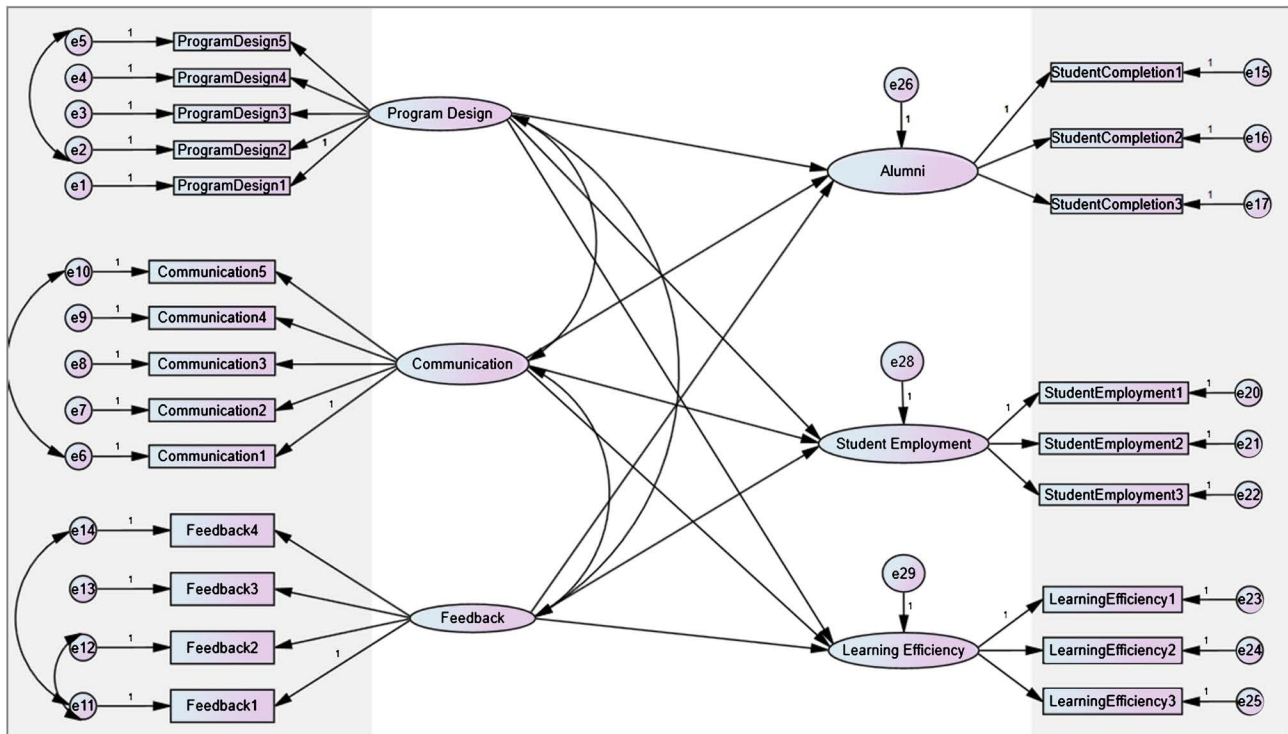 e5 1 ProgramDesign5
e4 1 ProgramDesign4
e3 1 ProgramDesign3
e2 1 ProgramDesign2
e1 1 ProgramDesign1
1
Program Design
e10 1 Communication5
e9 1 Communication4
e8 1 Communication3
e7 1 Communication2
e6 1 Communication1
1
Communication
e14 1 Feedback4
e13 1 Feedback3
e12 1 Feedback2
e11 1 Feedback1
1
Feedback
e26
1
Alumni
1
StudentCompletion1 1 e15
StudentCompletion2 1 e16
StudentCompletion3 1 e17
e28
1
Student Employment
1
StudentEmployment1 1 e20
StudentEmployment2 1 e21
StudentEmployment3 1 e22
e29
1
Learning Efficiency
1
LearningEfficiency1 1 e23
LearningEfficiency2 1 e24
LearningEfficiency3 1 e25